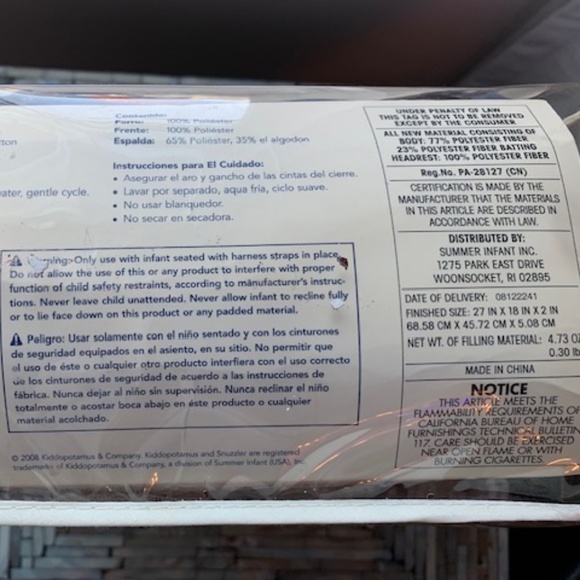 Contenido:
Forro: 100% Poliéster
Frente: 100% Poliéster
Espalda: 65% Poliéster, 35% el algodon
Instrucciones para El Cuidado:
• Asegurar el aro y gancho de las cintas del cierre.
• Lavar por separado, aqua fria, ciclo suave.
• No usar blanquedor.
• No secar en secadora.
tton
vater, gentle cycle.
Only use with infant seated with harness straps in place.
Do not allow the use of this or any product to interfere with proper
function of child safety restraints, according to manufacturer's instruc-
tions. Never leave child unattended. Never allow infant to recline fully
or to lie face down on this product or any padded material.
Peligro: Usar solamente con el niño sentado y con los cinturones
de seguridad equipados en el asiento, en su sitio. No permitir que
el uso de éste o cualquier otro producto interfiera con el uso correcto
de los cinturones de seguridad de acuerdo a las instrucciones de
fábrica. Nunca dejar al niño sin supervisión. Nunca reclinar el niño
totalmente o acostar boca abajo en éste producto o cualquier
material acolchado.
© 2008 Kiddopotamus & Company. Kiddopotamus and Snuzzler are registered
trademarks of Kiddopotamus & Company, a division of Summer Infant (USA), Inc.
UNDER PENALTY OF LAW
THIS TAG IS NOT TO BE REMOVED
EXCEPT BY THE CONSUMER
ALL NEW MATERIAL CONSISTING OF
BODY: 77% POLYESTER FIBER
23% POLYESTER FIBER BATTING
HEADREST: 100% POLYESTER FIBER
Reg.No. PA-28127 (CN)
CERTIFICATION IS MADE BY THE
MANUFACTURER THAT THE MATERIALS
IN THIS ARTICLE ARE DESCRIBED IN
ACCORDANCE WITH LAW.
DISTRIBUTED BY:
SUMMER INFANT INC.
1275 PARK EAST DRIVE
WOONSOCKET, RI 02895
DATE OF DELIVERY: 08122241
FINISHED SIZE: 27 IN X 18 IN X 2 IN
68.58 CM X 45.72 CM X 5.08 CM
NET WT. OF FILLING MATERIAL: 4.73 OZ
0.30 lb
MADE IN CHINA
NOTICE
THIS ARTICLE MEETS THE
FLAMMABILITY REQUIREMENTS OF
CALIFORNIA BUREAU OF HOME
FURNISHINGS TECHNICAL BULLETIN
117. CARE SHOULD BE EXERCISED
NEAR OPEN FLAME OR WITH
BURNING CIGARETTES.